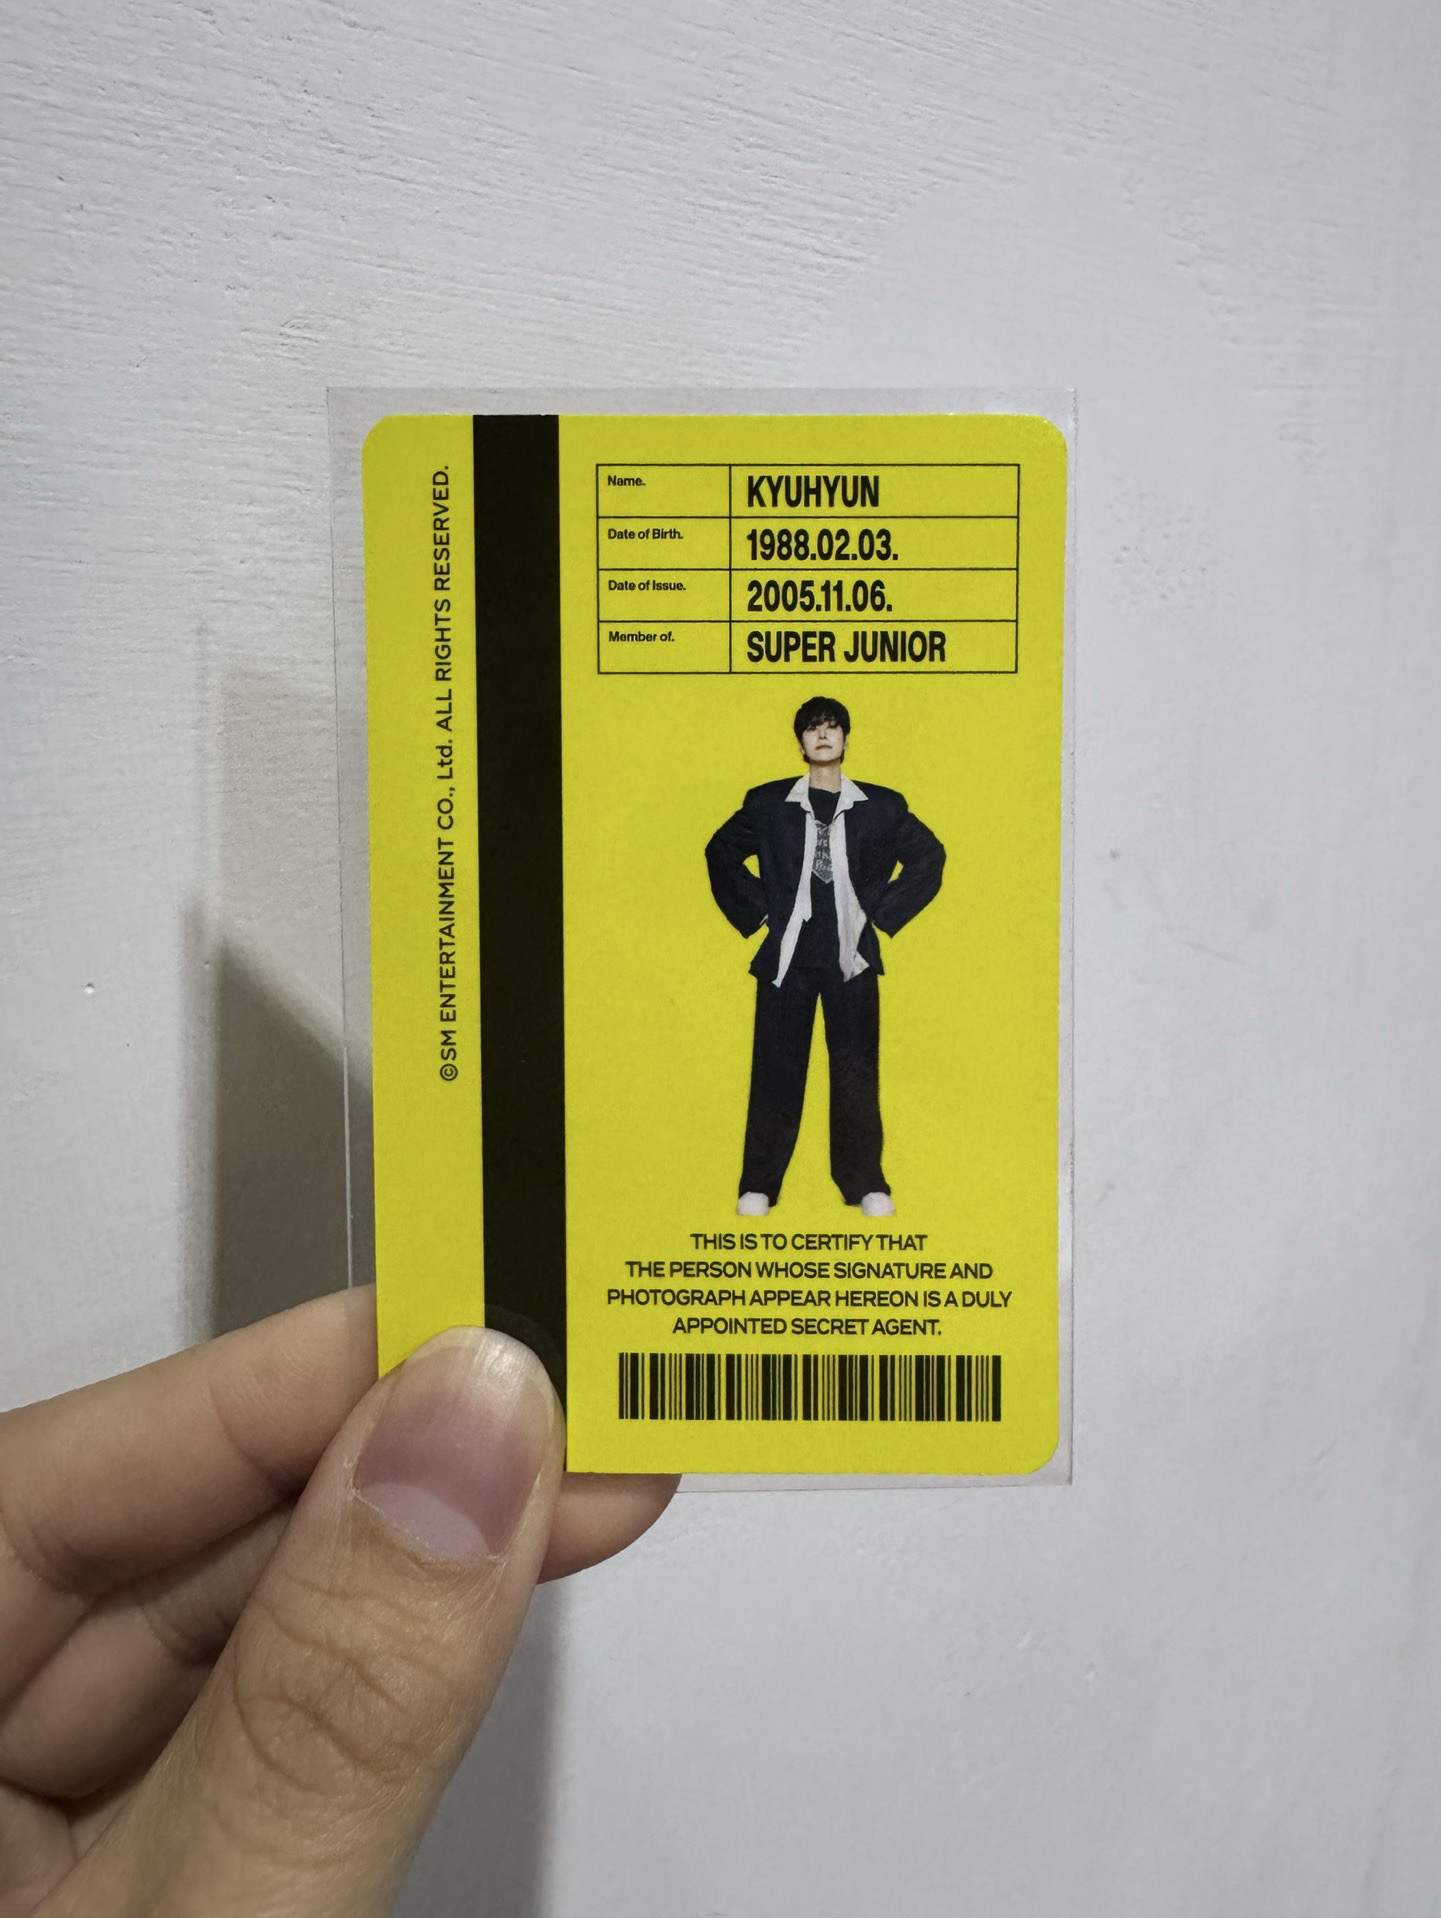 ©SM ENTERTAINMENT CO., Ltd. ALL RIGHTS RESERVED.
Name. KYUHYUN
Date of Birth. 1988.02.03.
Date of Issue. 2005.11.06.
Member of. SUPER JUNIOR
THIS IS TO CERTIFY THAT
THE PERSON WHOSE SIGNATURE AND
PHOTOGRAPH APPEAR HEREON IS A DULY
APPOINTED SECRET AGENT.